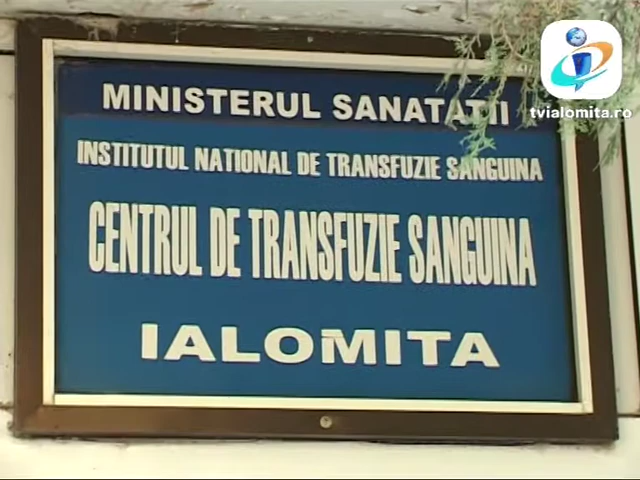 tvialomita.ro
MINISTERUL SANATATII
INSTITUTUL NATIONAL DE TRANSFUZIE SANGUINA
CENTRUL DE TRANSFUZIE SANGUINA
IALOMITA